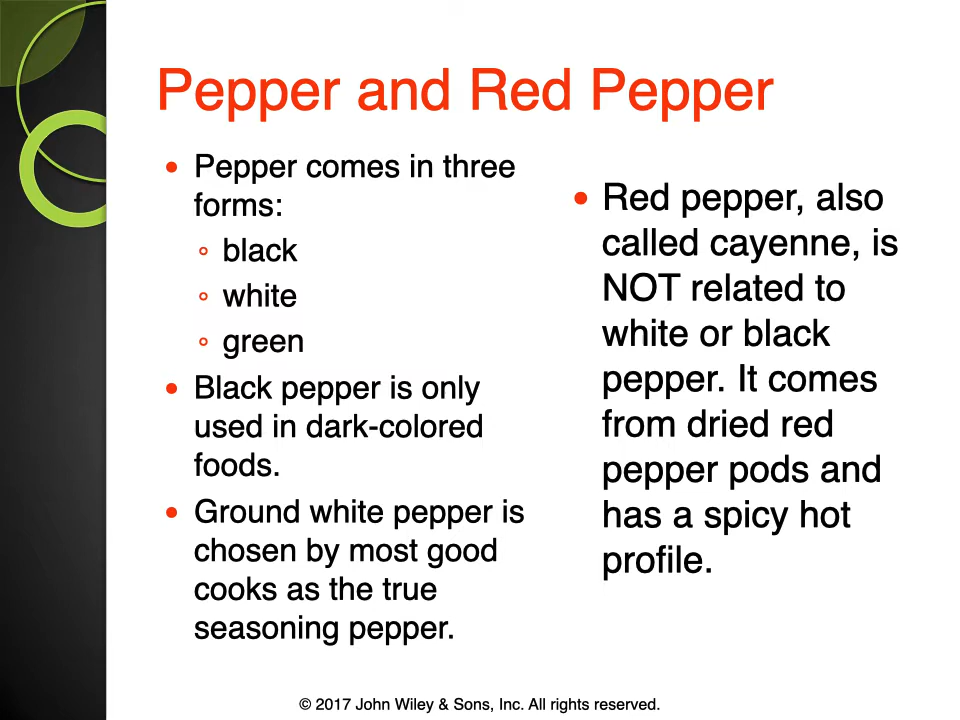 Pepper and Red Pepper
• Pepper comes in three
forms:
◦ black
◦ white
◦ green
• Black pepper is only
used in dark-colored
foods.
• Ground white pepper is
chosen by most good
cooks as the true
seasoning pepper.
• Red pepper, also
called cayenne, is
NOT related to
white or black
pepper. It comes
from dried red
pepper pods and
has a spicy hot
profile.
© 2017 John Wiley & Sons, Inc. All rights reserved.